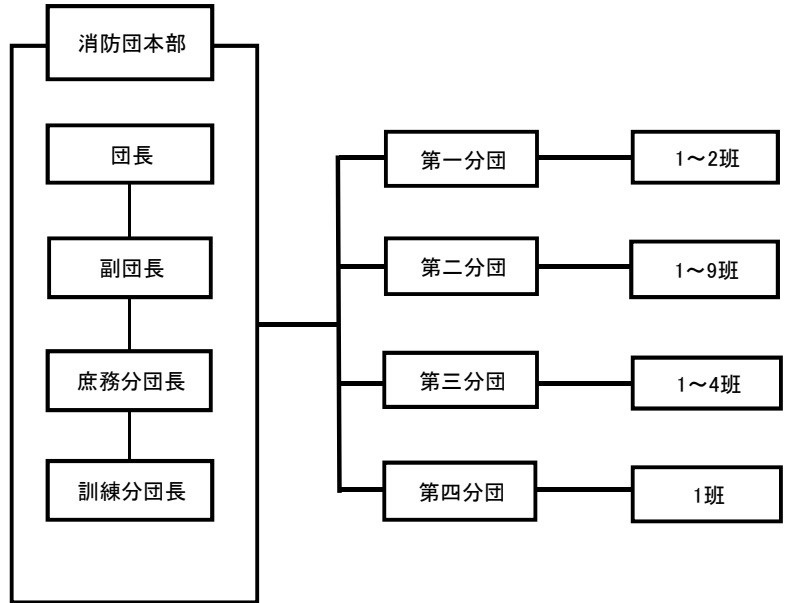 消防団本部
団長
副団長
庶務分団長
訓練分団長
第一分団
1～2班
第二分団
1～9班
第三分団
1～4班
第四分団
1班